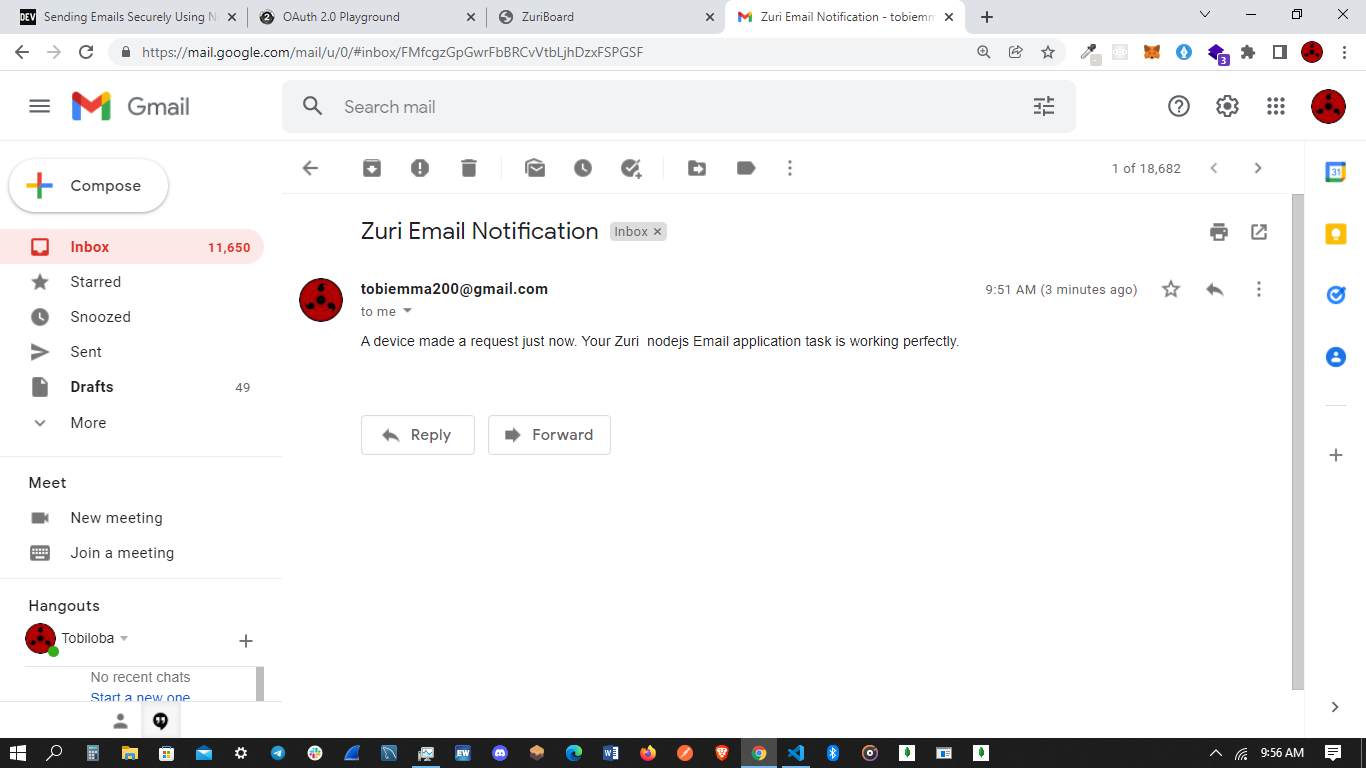 Sending Emails Securely Using N
OAuth 2.0 Playground
ZuriBoard
Zuri Email Notification - tobiemm
https://mail.google.com/mail/u/0/#inbox/FMfcgzGpGwrFbBRCvVtbLjhDzxFSPGSF
3
Gmail
Search mail
Compose
1 of 18,682
31
Inbox 11,650
Starred
Snoozed
Sent
Drafts 49
More
Zuri Email Notification
Inbox ×
tobiemma200@gmail.com
9:51 AM (3 minutes ago)
to me
A device made a request just now. Your Zuri  nodejs Email application task is working perfectly.
Reply
Forward
Meet
New meeting
Join a meeting
Hangouts
Tobiloba
No recent chats
Start a new one
EW
9:56 AM